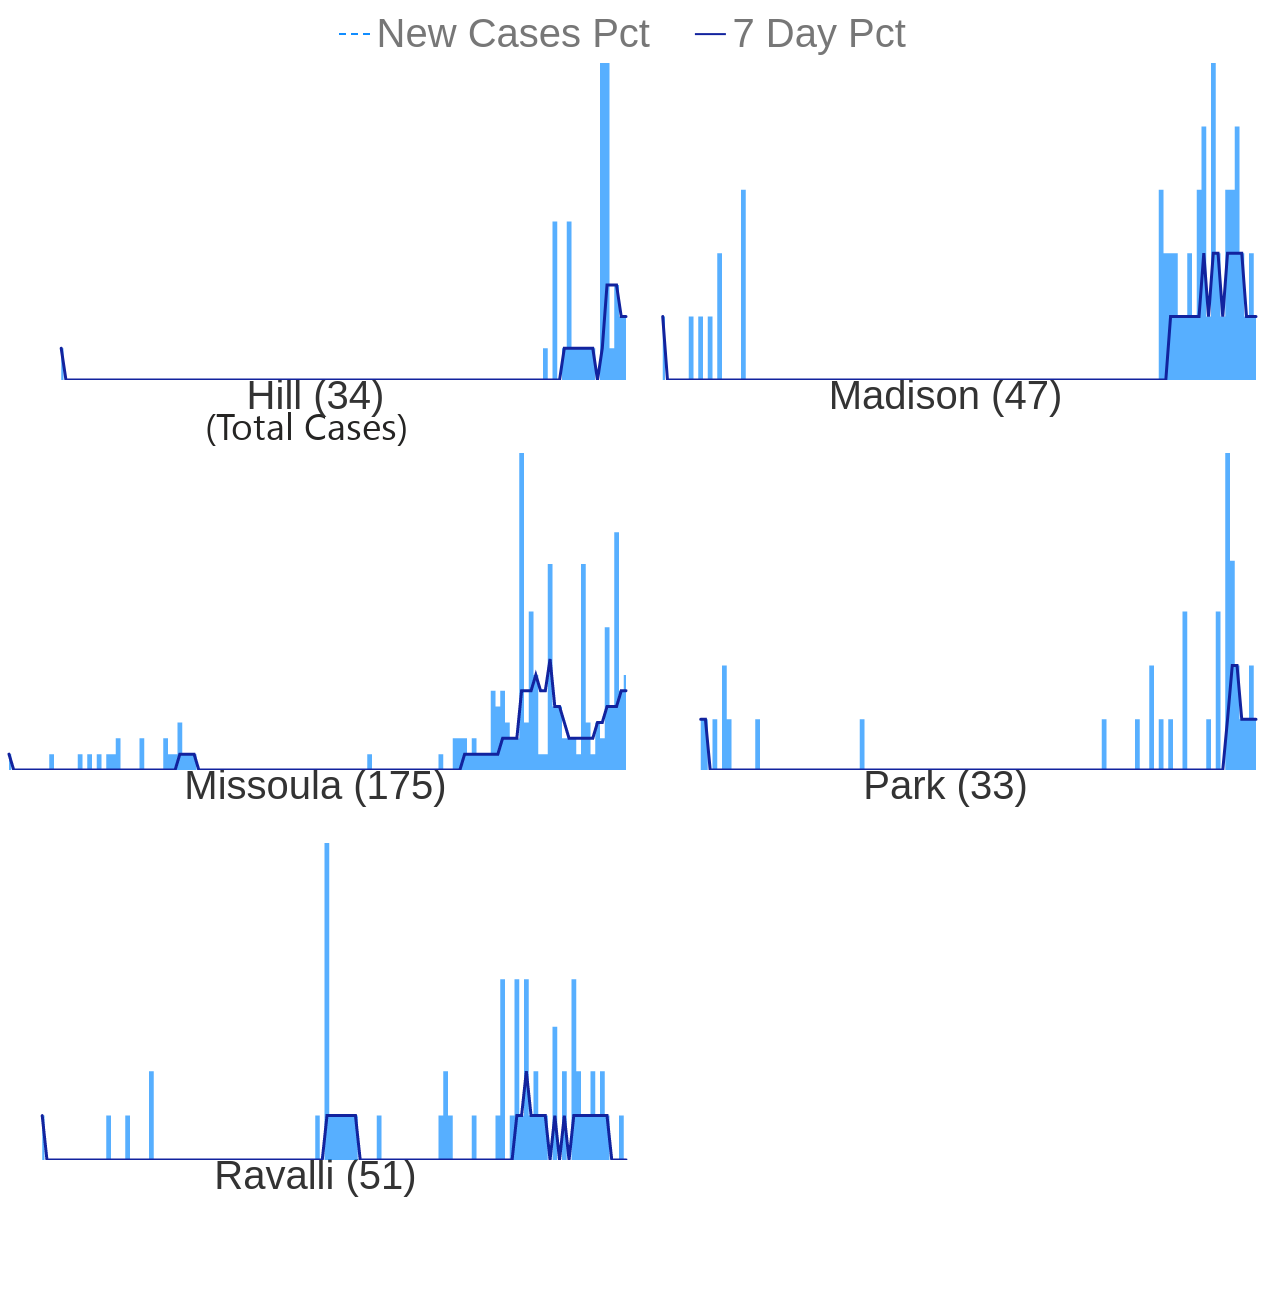 New Cases Pct 7 Day Pct
Hill (34)
(Total Cases)
Madison (47)
Missoula (175)
Park (33)
Ravalli (51)